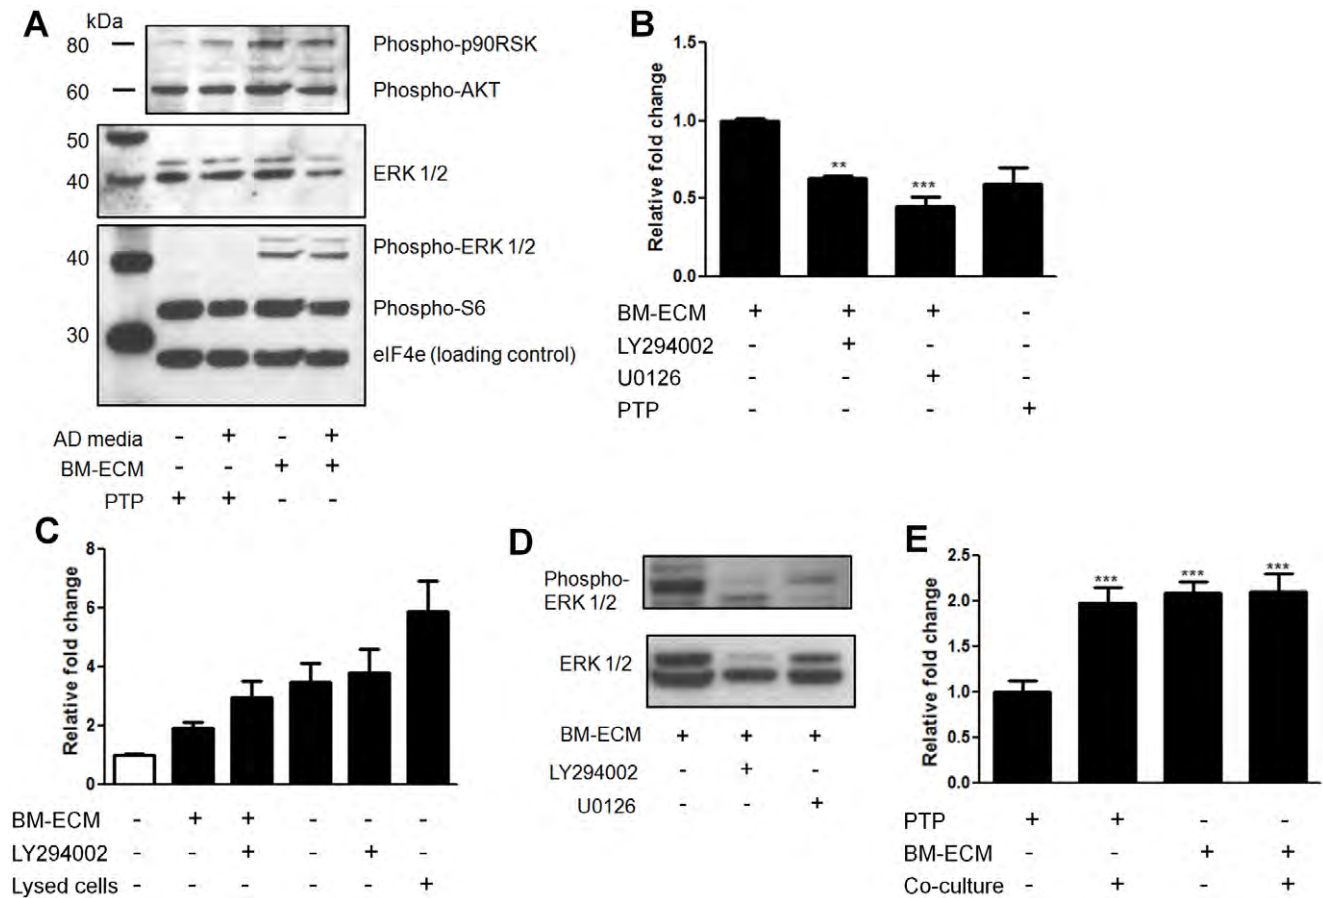 A
kDa
80
Phospho-p90RSK
60
Phospho-AKT
50
40
ERK 1/2
Phospho-ERK 1/2
40
Phospho-S6
30
eIF4e (loading control)
AD media - + - +
BM-ECM - - + +
PTP + + - -
B
Relative fold change
1.5
1.0
0.5
0.0
** ***
BM-ECM + + + -
LY294002 - + - -
U0126 - - + -
PTP - - - +
C
Relative fold change
8
6
4
2
0
BM-ECM - + + - - -
LY294002 - - + - + -
Lysed cells - - - - - +
D
Phospho-
ERK 1/2
ERK 1/2
BM-ECM + + +
LY294002 - + -
U0126 - - +
E
Relative fold change
2.5
2.0
1.5
1.0
0.5
0.0
*** *** ***
PTP + + - -
BM-ECM - - + +
Co-culture - + - +